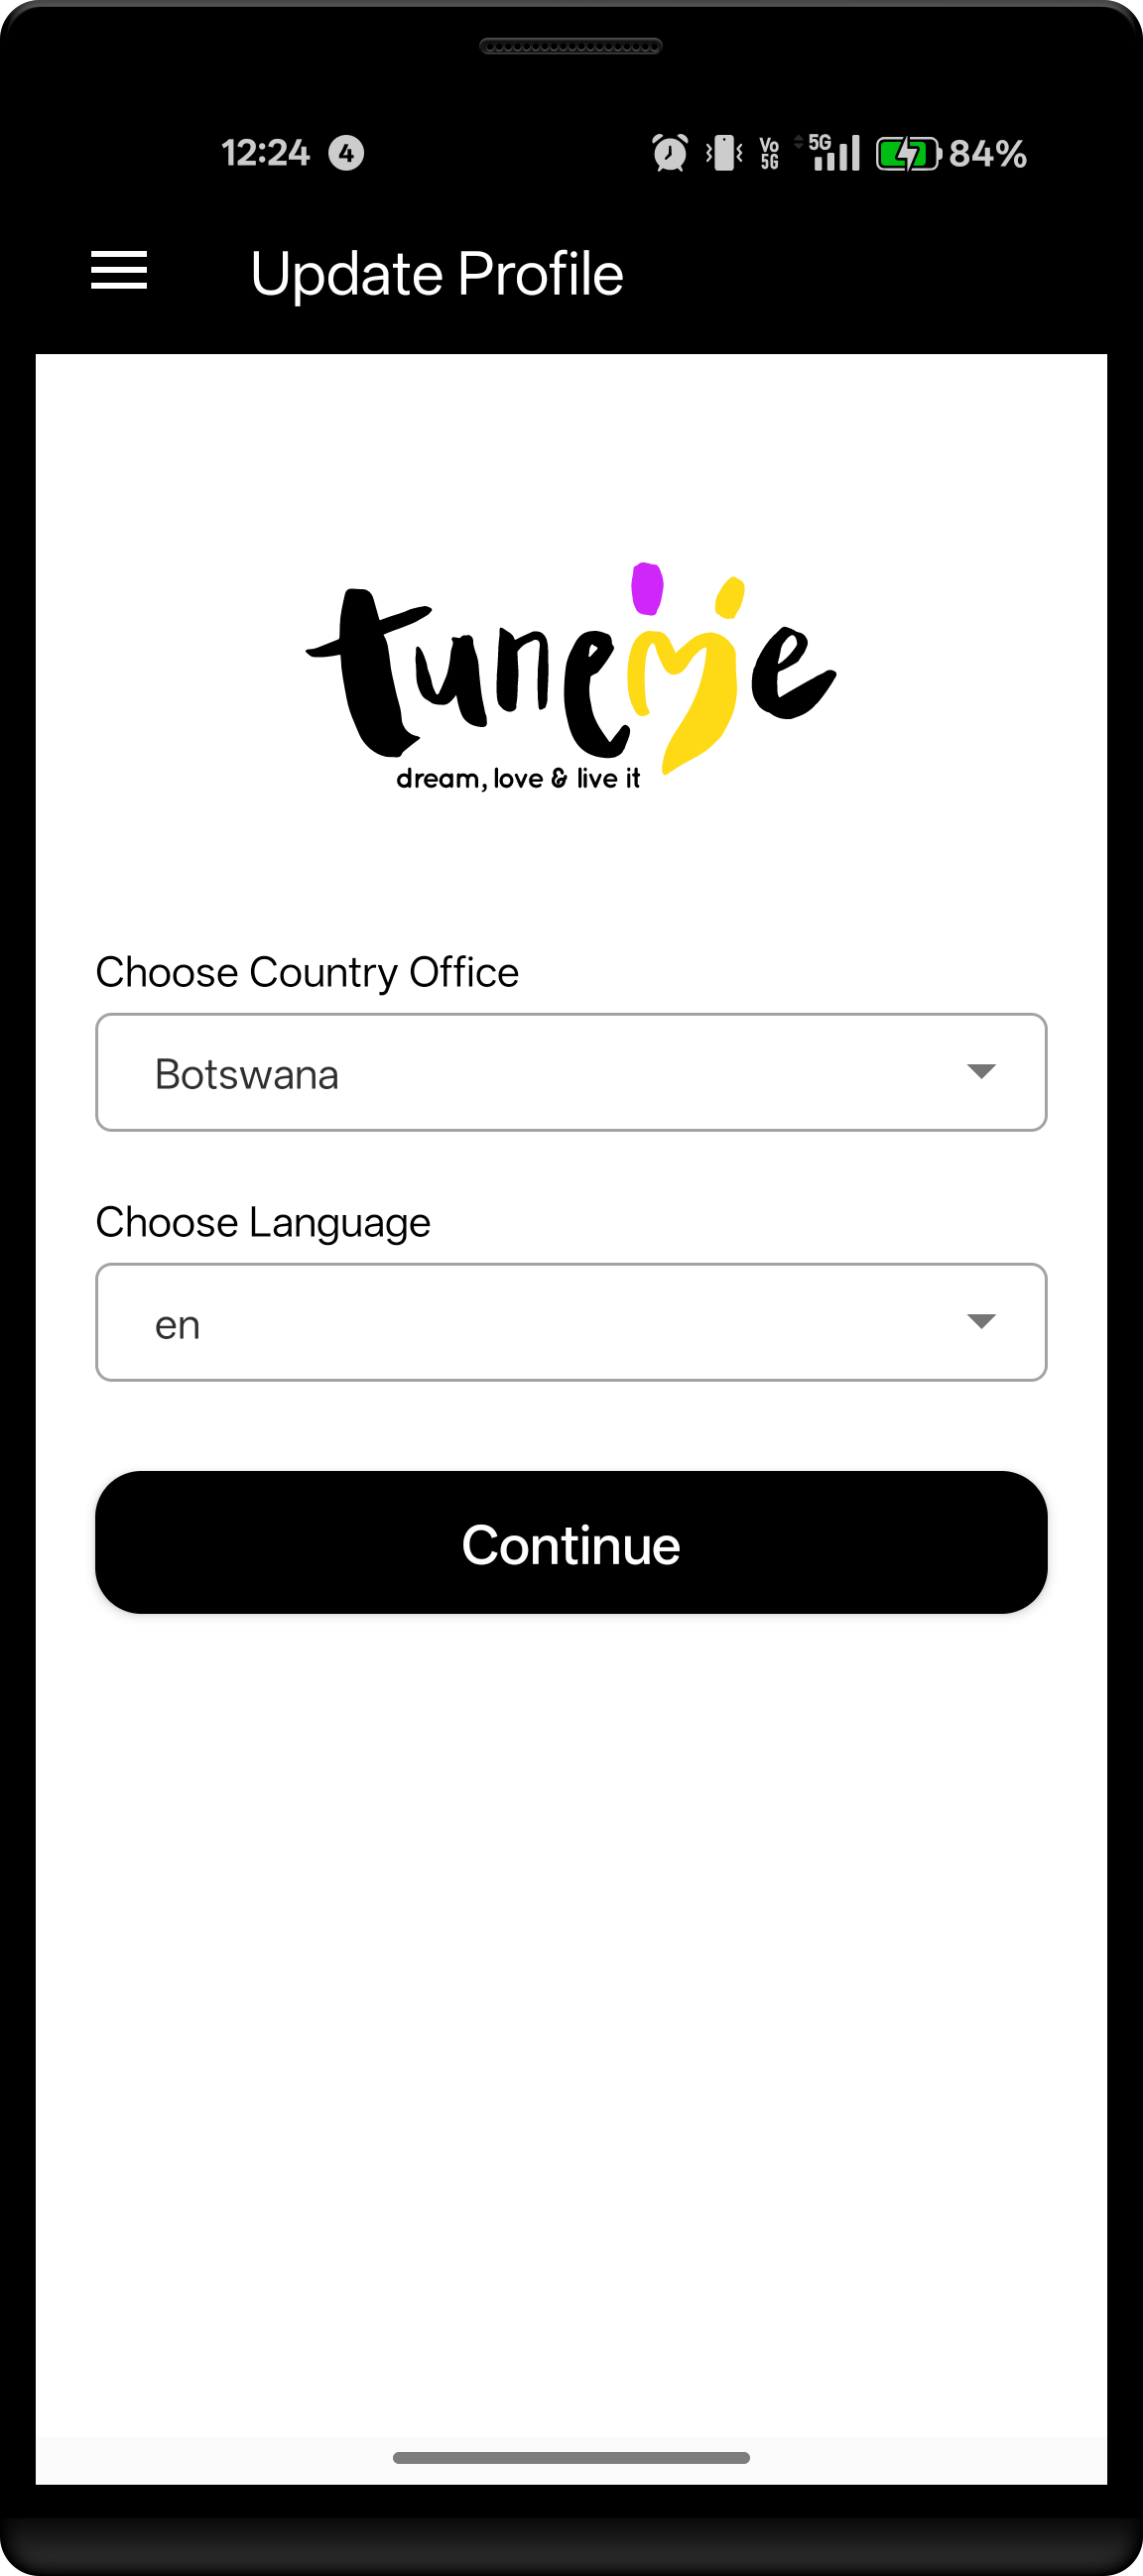 12:24 4 Vo 5G 5G 84%
Update Profile
tuneme
dream, love & live it
Choose Country Office
Botswana
Choose Language
en
Continue